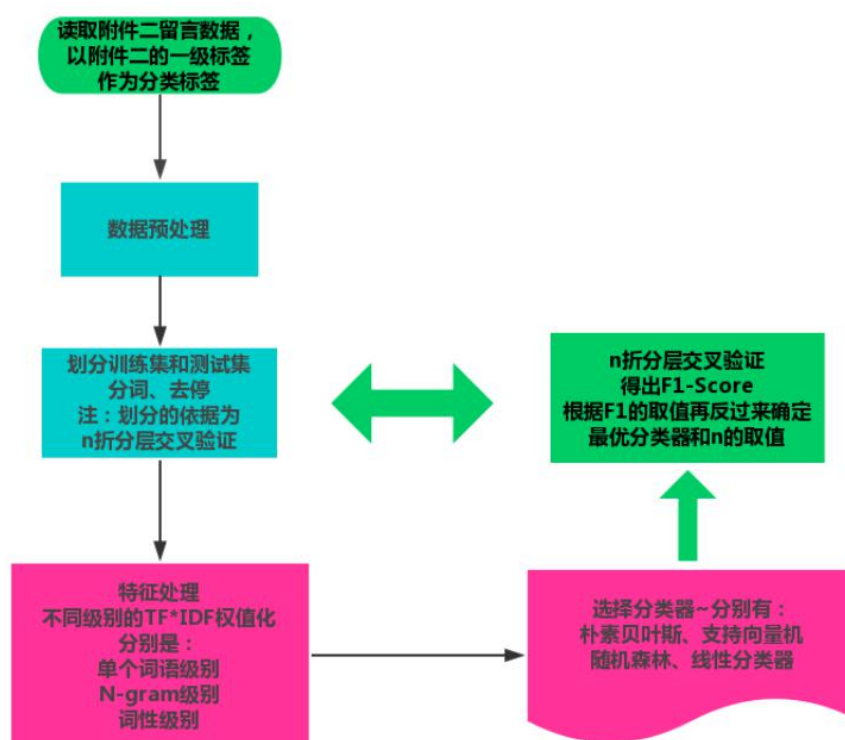 读取附件二留言数据，
以附件二的一级标签
作为分类标签
数据预处理
划分训练集和测试集
分词、去停
注：划分的依据为
n折分层交叉验证
n折分层交叉验证
得出F1-Score
根据F1的取值再反过来确定
最优分类器和n的取值
特征处理
不同级别的TF*IDF权值化
分别是：
单个词语级别
N-gram级别
词性级别
选择分类器~分别有：
朴素贝叶斯、支持向量机
随机森林、线性分类器